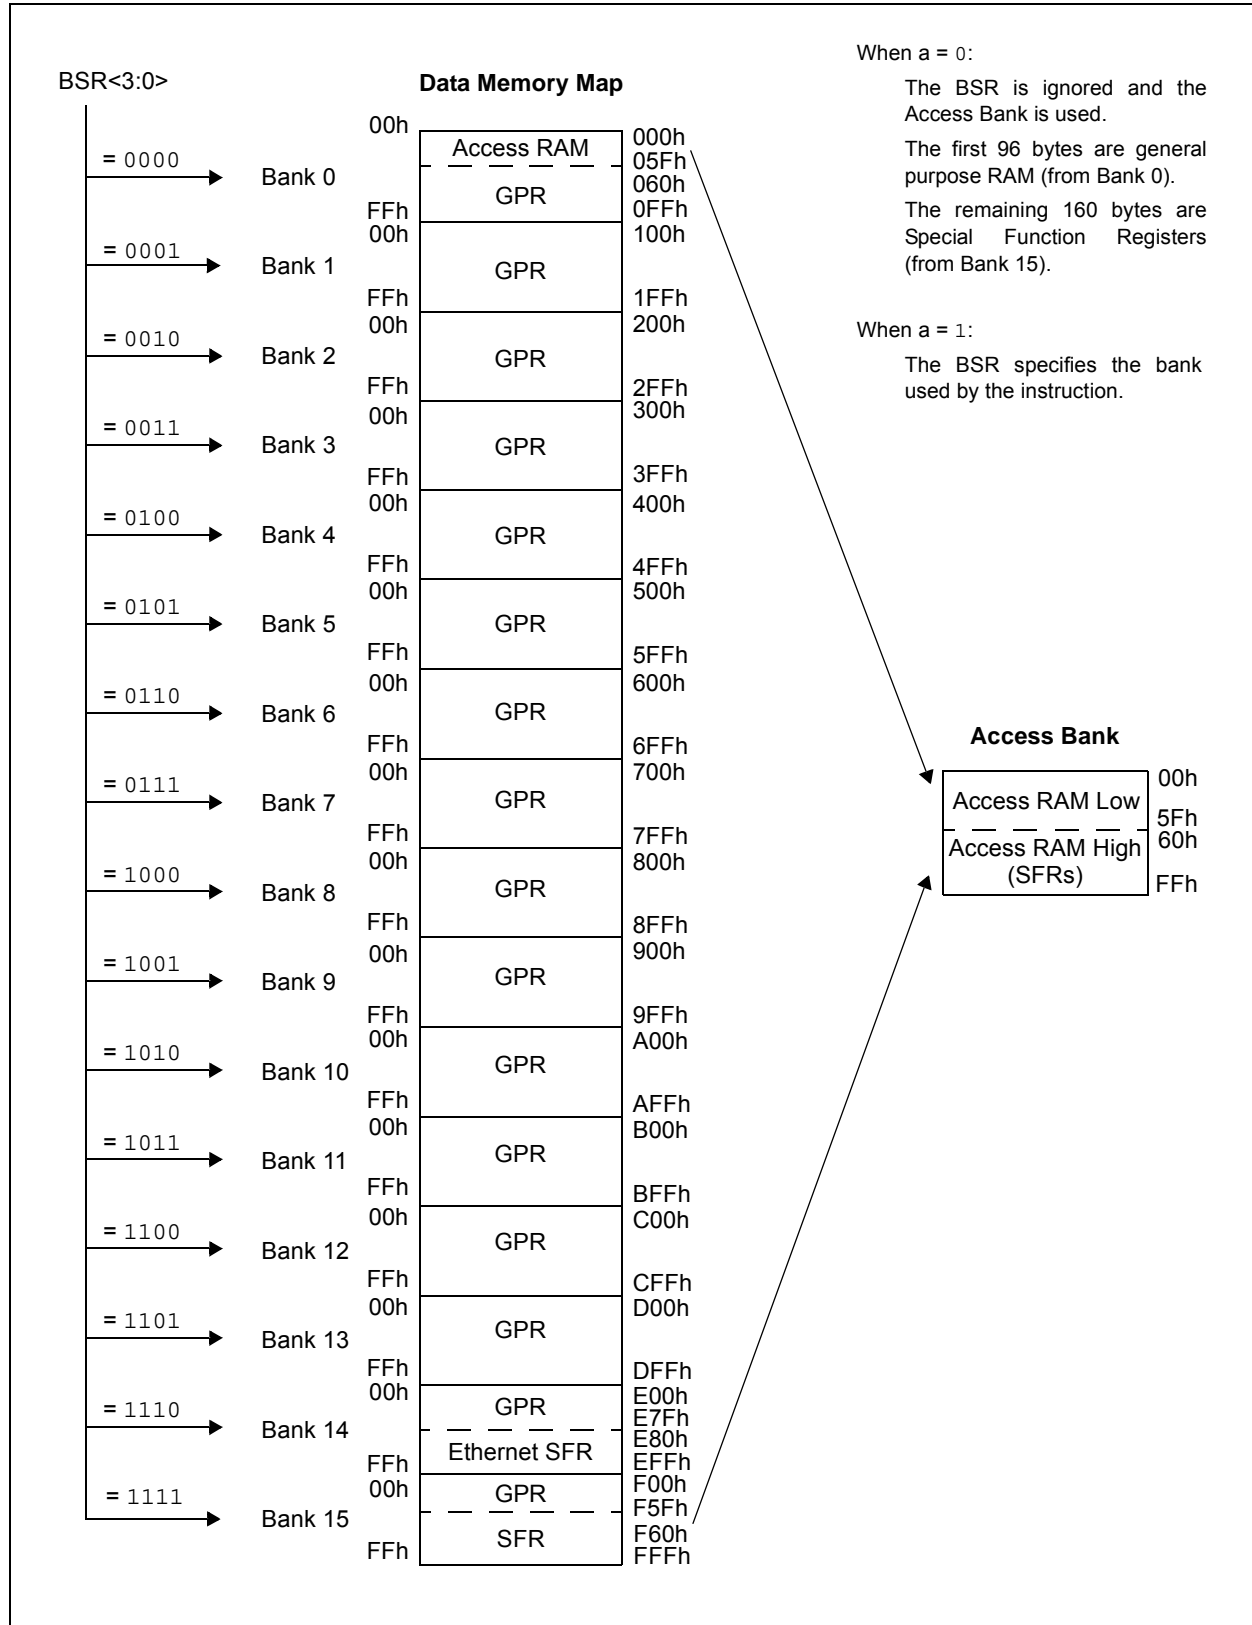 BSR<3:0>
Data Memory Map
When a = 0:
The BSR is ignored and the
Access Bank is used.
The first 96 bytes are general
purpose RAM (from Bank 0).
The remaining 160 bytes are
Special Function Registers
(from Bank 15).
When a = 1:
The BSR specifies the bank
used by the instruction.
= 0000
Bank 0
00h
Access RAM
000h
05Fh
060h
GPR
FFh
0FFh
= 0001
Bank 1
00h
100h
GPR
FFh
1FFh
= 0010
Bank 2
00h
200h
GPR
FFh
2FFh
= 0011
Bank 3
00h
300h
GPR
FFh
3FFh
= 0100
Bank 4
00h
400h
GPR
FFh
4FFh
= 0101
Bank 5
00h
500h
GPR
FFh
5FFh
= 0110
Bank 6
00h
600h
GPR
FFh
6FFh
= 0111
Bank 7
00h
700h
GPR
FFh
7FFh
= 1000
Bank 8
00h
800h
GPR
FFh
8FFh
= 1001
Bank 9
00h
900h
GPR
FFh
9FFh
= 1010
Bank 10
00h
A00h
GPR
FFh
AFFh
= 1011
Bank 11
00h
B00h
GPR
FFh
BFFh
= 1100
Bank 12
00h
C00h
GPR
FFh
CFFh
= 1101
Bank 13
00h
D00h
GPR
FFh
DFFh
= 1110
Bank 14
00h
E00h
GPR
E7Fh
E80h
Ethernet SFR
FFh
EFFh
= 1111
Bank 15
00h
F00h
GPR
F5Fh
F60h
SFR
FFh
FFFh
Access Bank
Access RAM Low
00h
5Fh
Access RAM High
(SFRs)
60h
FFh